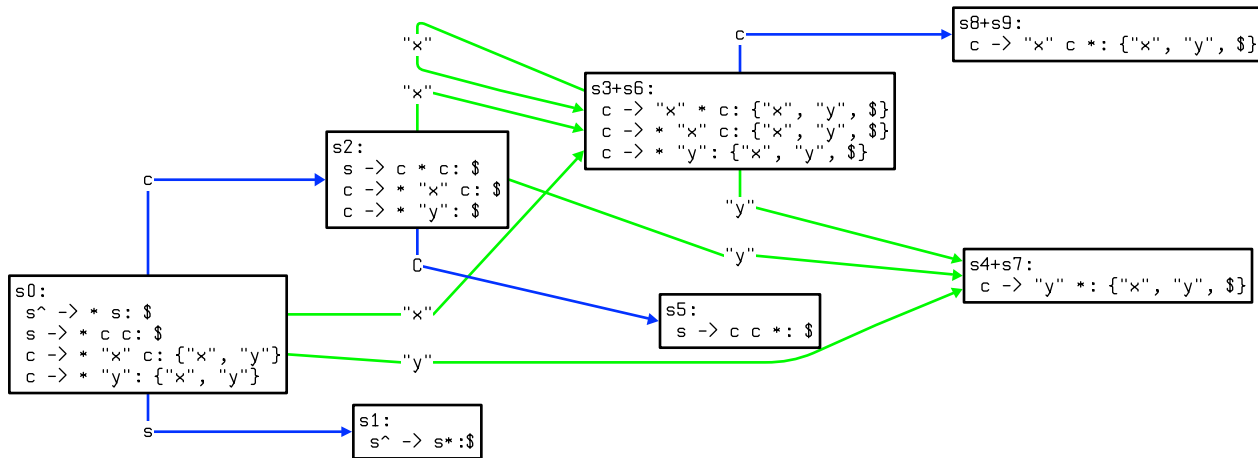 s8+s9:
c -> "x" c *: {"x", "y", $}
c
"x"
"x"
s3+s6:
c -> "x" * c: {"x", "y", $}
c -> * "x" c: {"x", "y", $}
c -> * "y": {"x", "y", $}
s2:
s -> c * c: $
c -> * "x" c: $
c -> * "y": $
c
"y"
"y"
C
s4+s7:
c -> "y" *: {"x", "y", $}
s0:
s^ -> * s: $
s -> * c c: $
c -> * "x" c: {"x", "y"}
c -> * "y": {"x", "y"}
"x"
"y"
s5:
s -> c c *: $
s
s1:
s^ -> s*:$